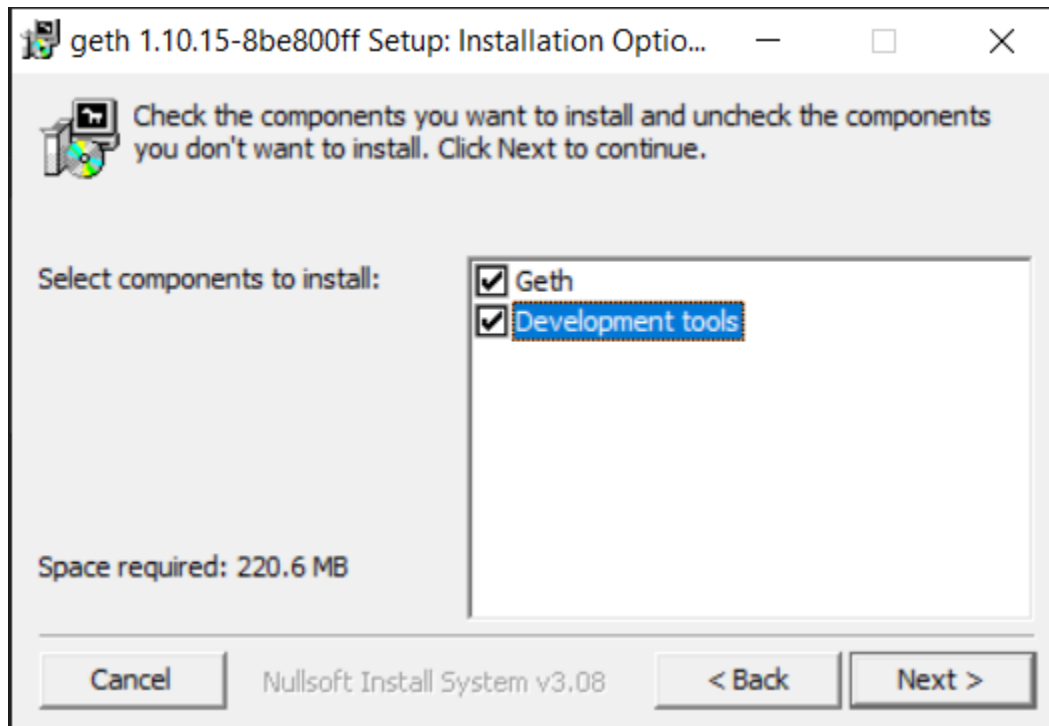 geth 1.10.15-8be800ff Setup: Installation Optio...
Check the components you want to install and uncheck the components
you don't want to install. Click Next to continue.
Select components to install:
Geth
Development tools
Space required: 220.6 MB
Cancel
Nullsoft Install System v3.08
< Back
Next >